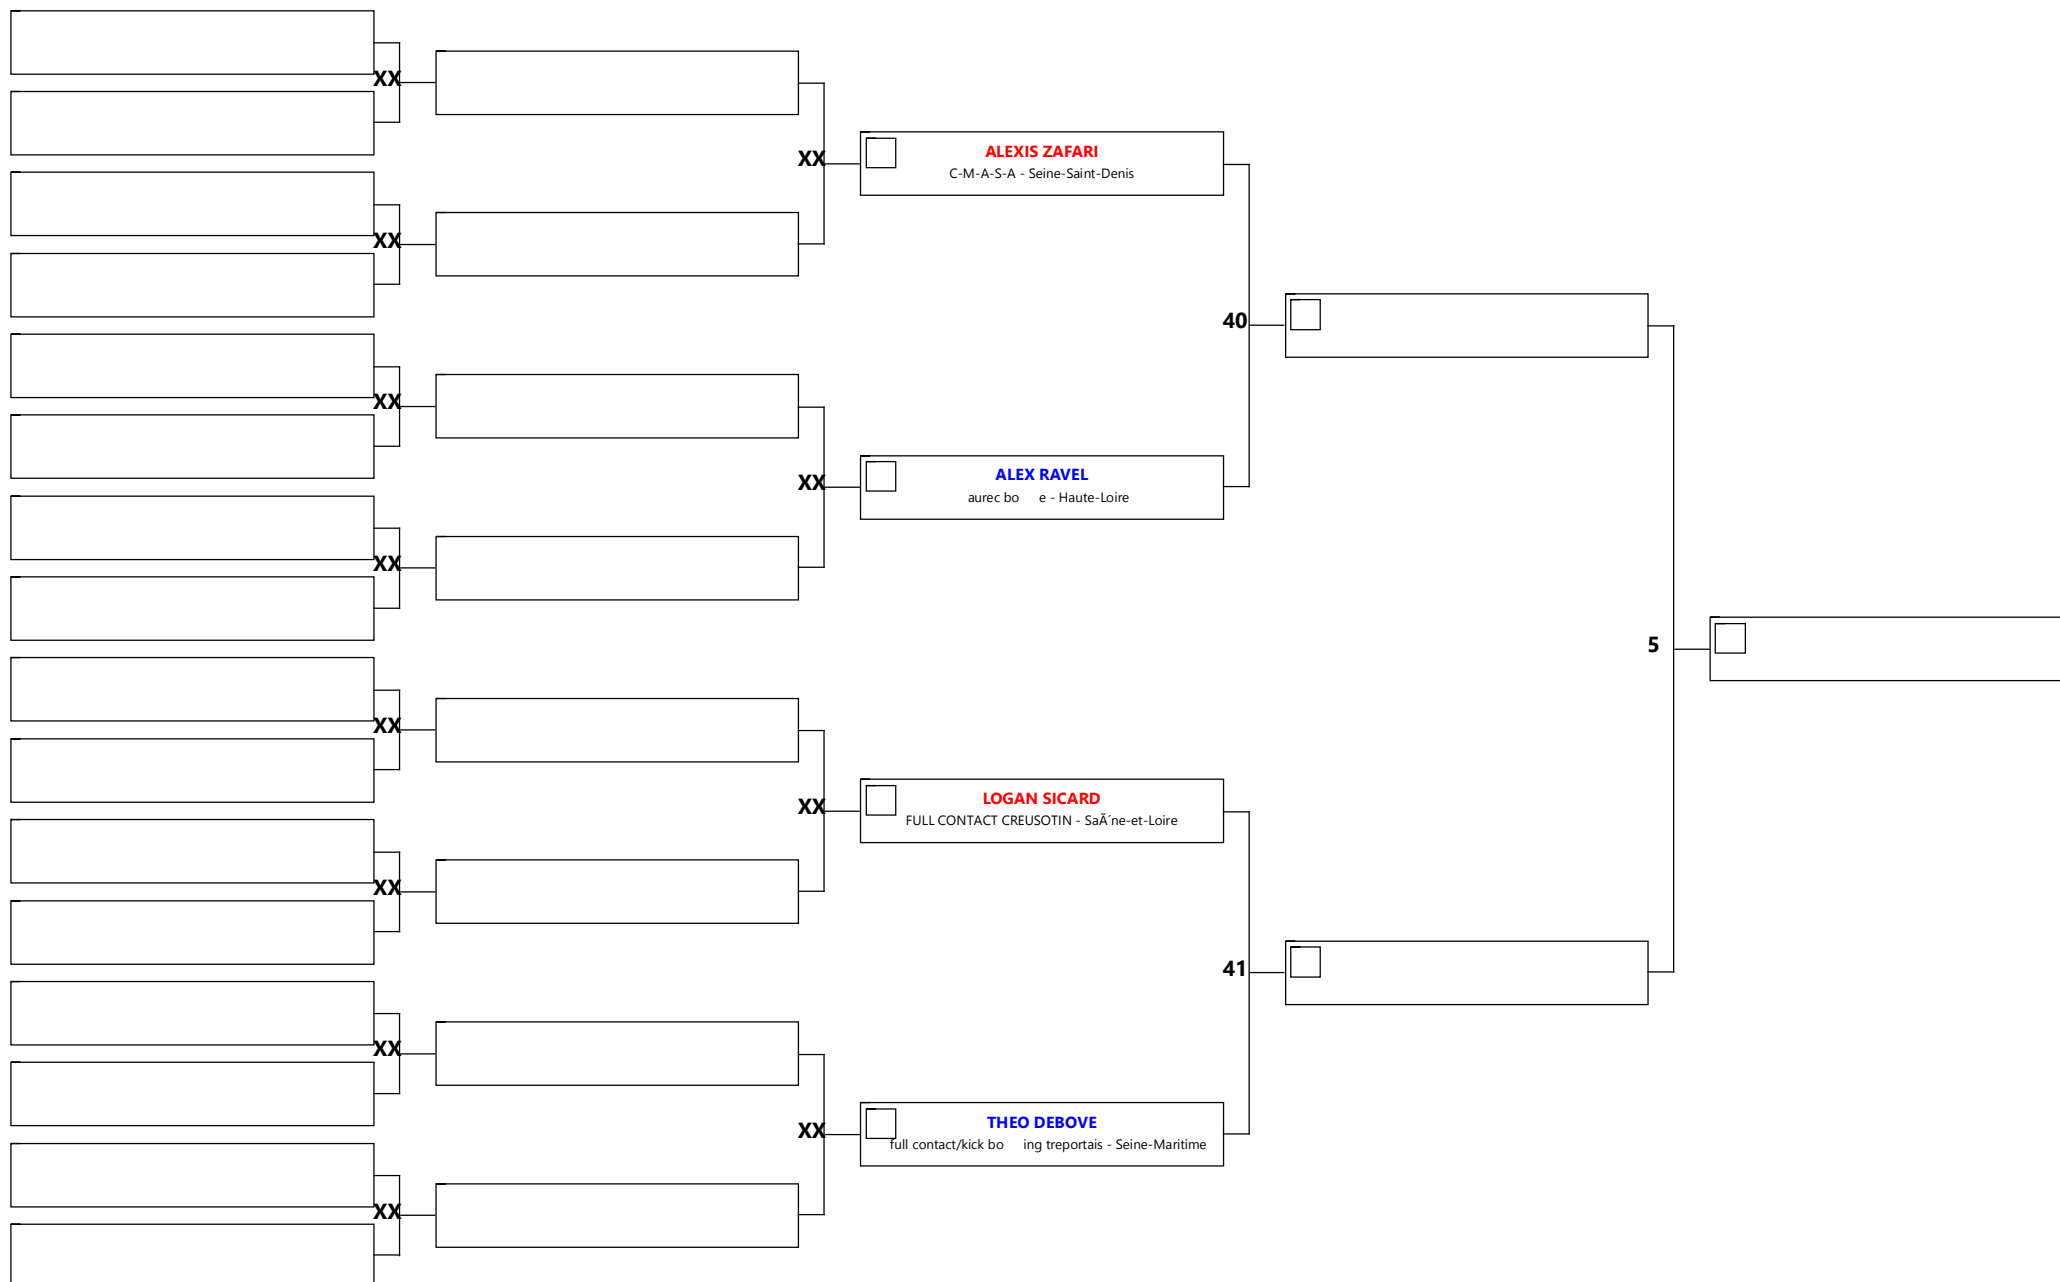 XX
XX
ALEXIS ZAFARI
C-M-A-S-A - Seine-Saint-Denis
XX
40
XX
ALEX RAVEL
aurec bo e - Haute-Loire
XX
XX
5
XX
LOGAN SICARD
FULL CONTACT CREUSOTIN - SaÃ´ne-et-Loire
XX
XX
41
XX
THEO DEBOVE
full contact/kick bo ing treportais - Seine-Maritime
XX
XX